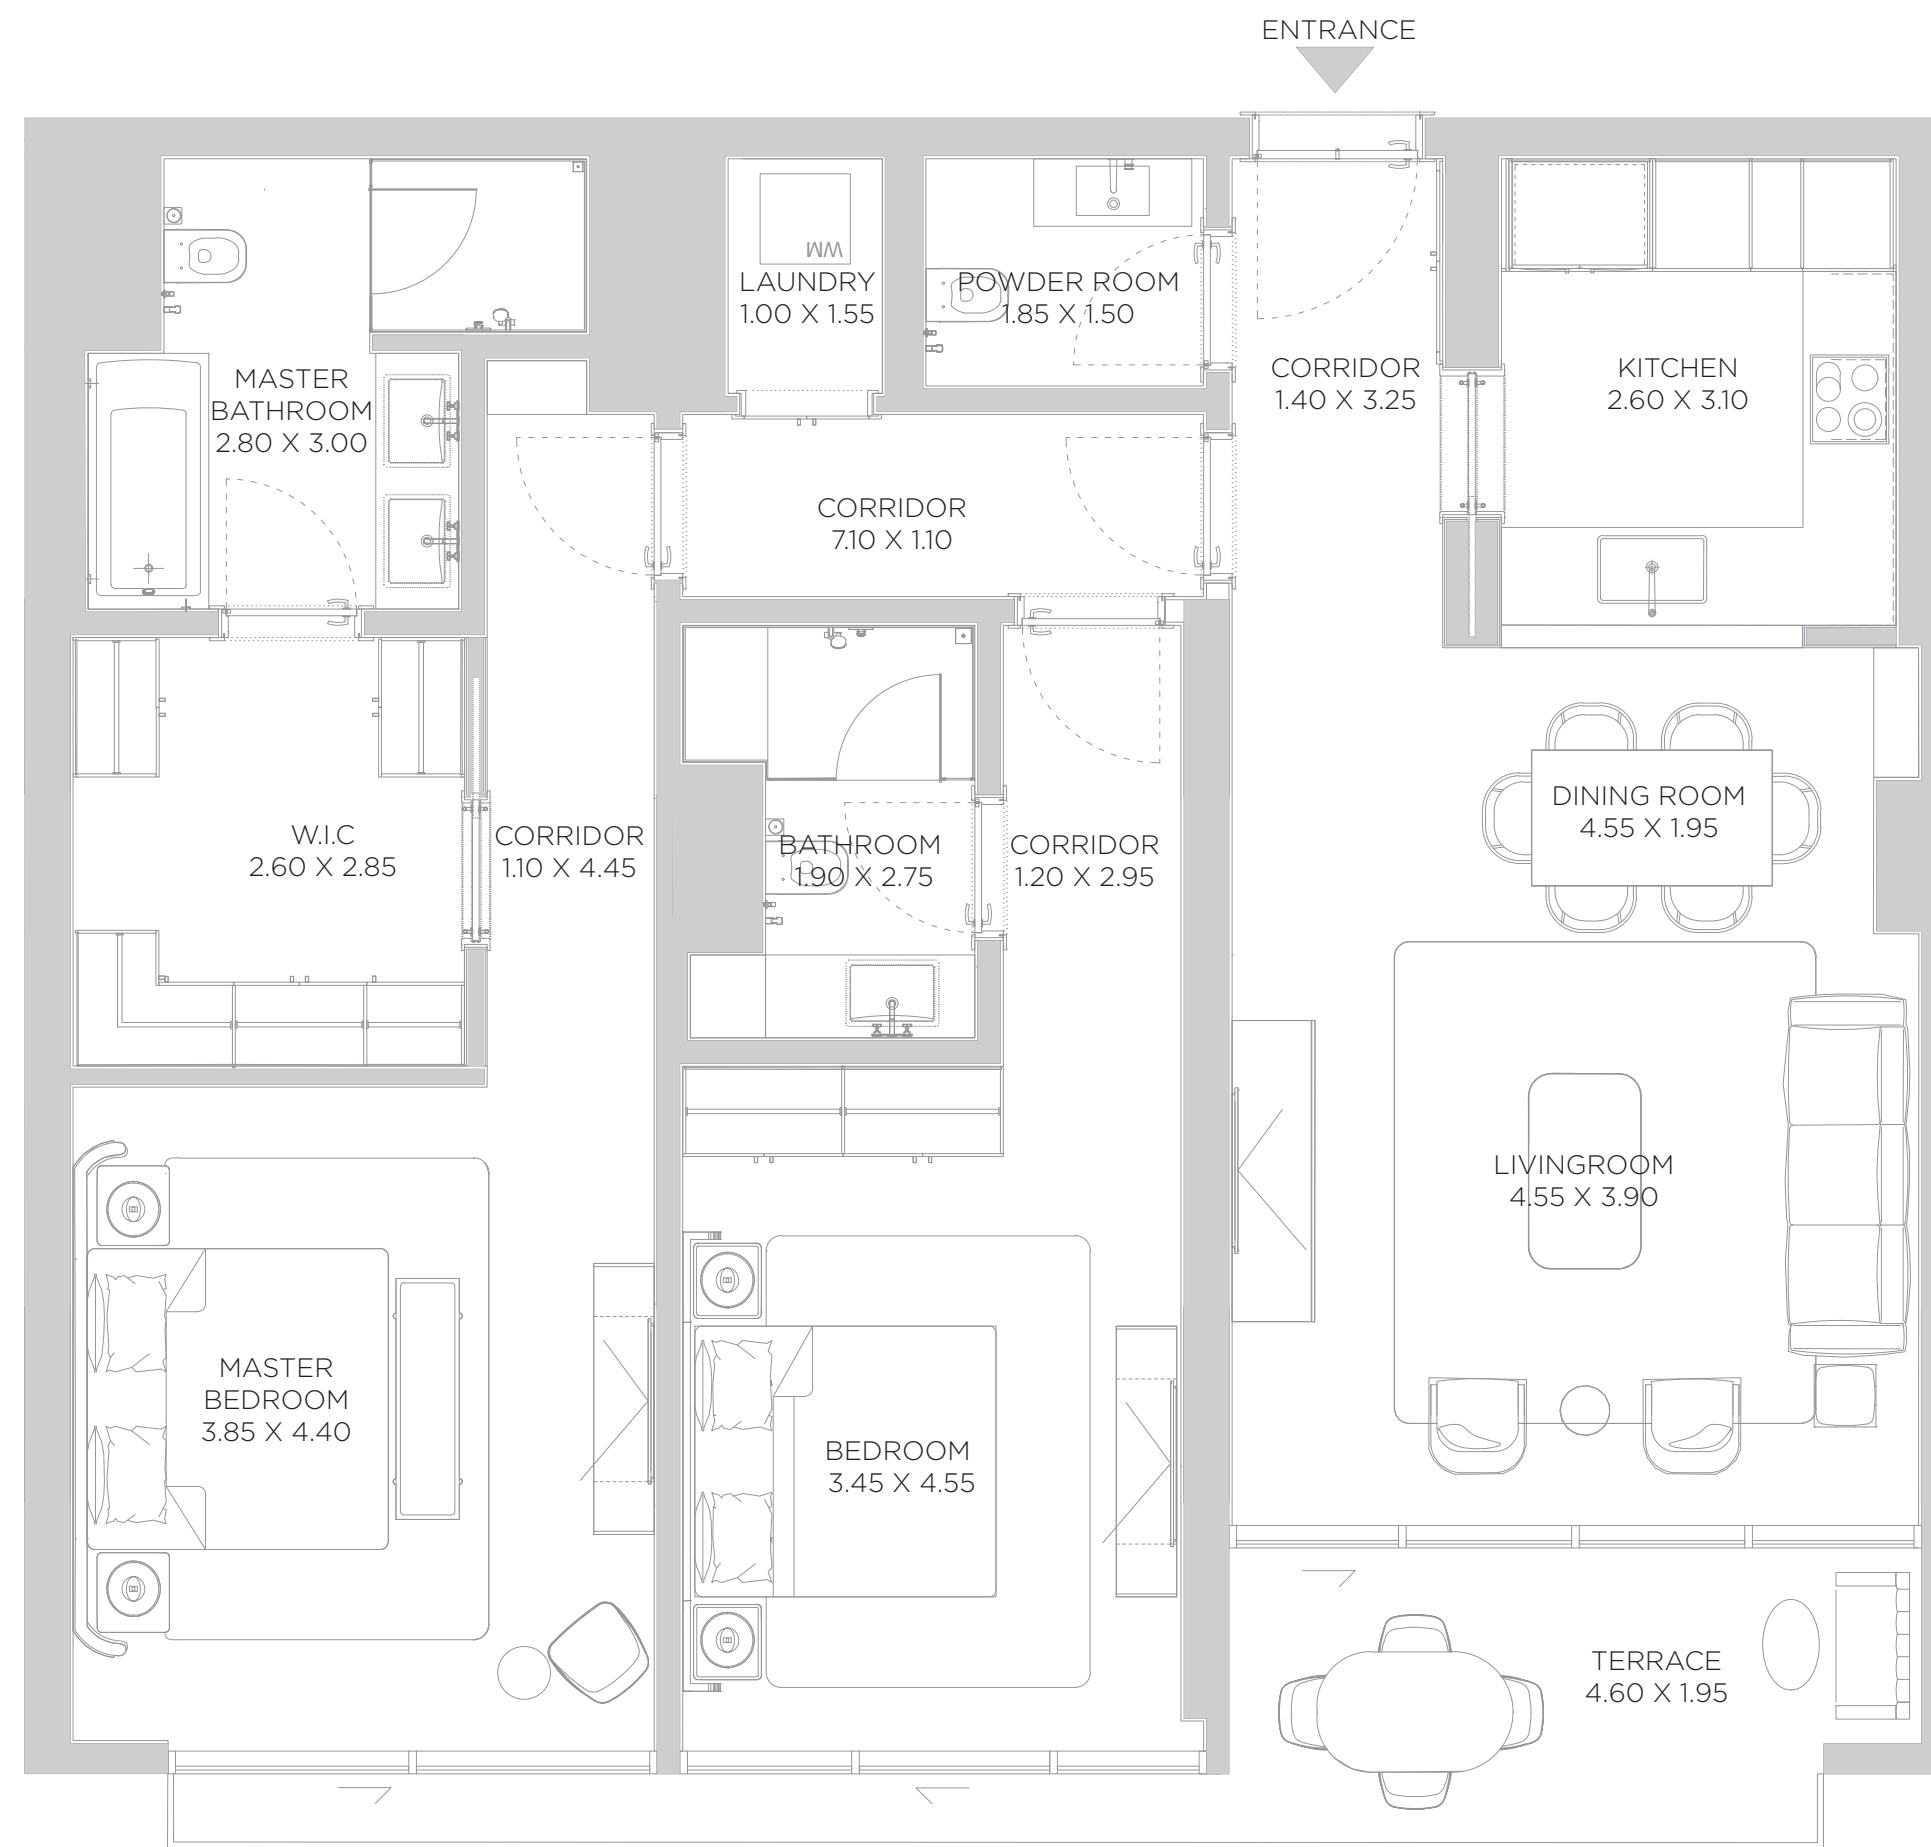 ENTRANCE
WM
LAUNDRY
1.00 X 1.55
POWDER ROOM
1.85 X 1.50
MASTER
BATHROOM
2.80 X 3.00
CORRIDOR
1.40 X 3.25
KITCHEN
2.60 X 3.10
CORRIDOR
7.10 X 1.10
W.I.C
2.60 X 2.85
CORRIDOR
1.10 X 4.45
BATHROOM
1.90 X 2.75
CORRIDOR
1.20 X 2.95
DINING ROOM
4.55 X 1.95
LIVINGROOM
4.55 X 3.90
MASTER
BEDROOM
3.85 X 4.40
BEDROOM
3.45 X 4.55
TERRACE
4.60 X 1.95